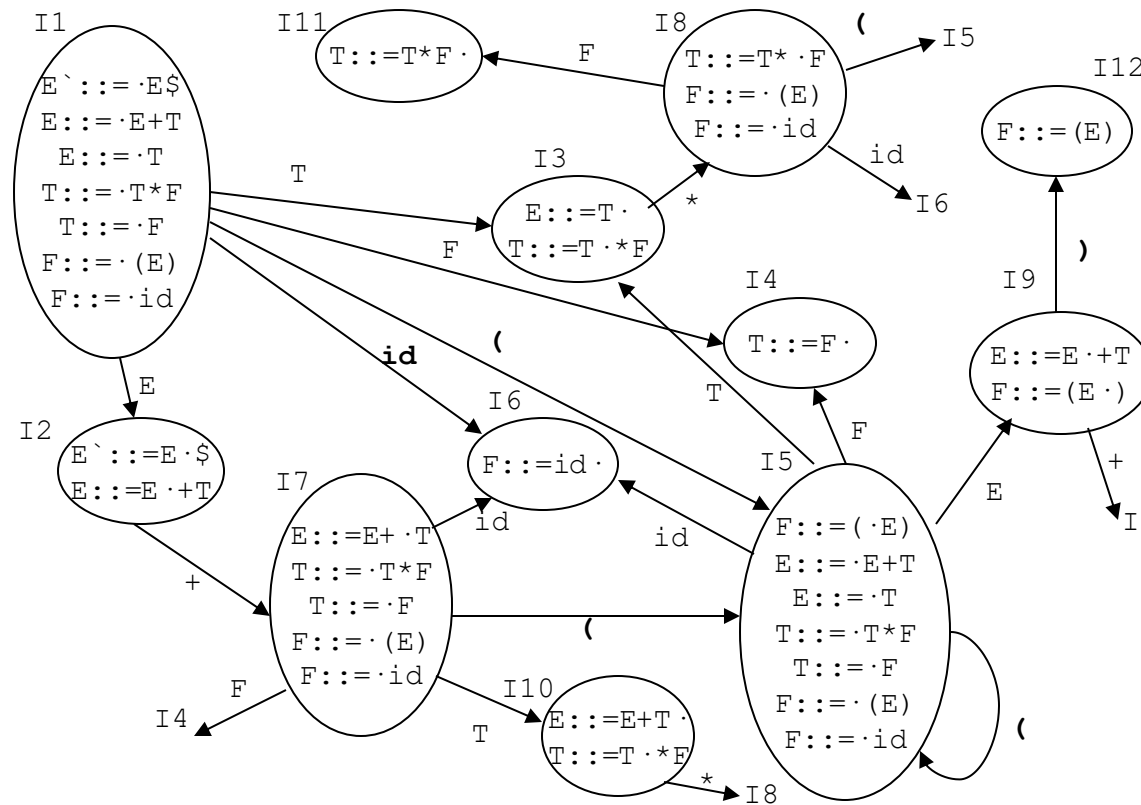 I1
E`::=·E$
E::=·E+T
E::=·T
T::=·T*F
T::=·F
F::=·(E)
F::=·id
I11
T::=T*F·
F
I8
T::=T*·F
F::=·(E)
F::=·id
(
I5
id
I6
I12
F::=(E)
)
T
I3
E::=T·
T::=T·*F
*
F
I4
T::=F·
I9
E::=E·+T
F::=(E·)
+
I
E
(
id
T
F
E
I2
E`::=E·$
E::=E·+T
+
I6
F::=id·
id
id
I7
E::=E+·T
T::=·T*F
T::=·F
F::=·(E)
F::=·id
(
F
I4
T
I10
E::=E+T·
T::=T·*F
*
I8
I5
F::=(·E)
E::=·E+T
E::=·T
T::=·T*F
T::=·F
F::=·(E)
F::=·id
(